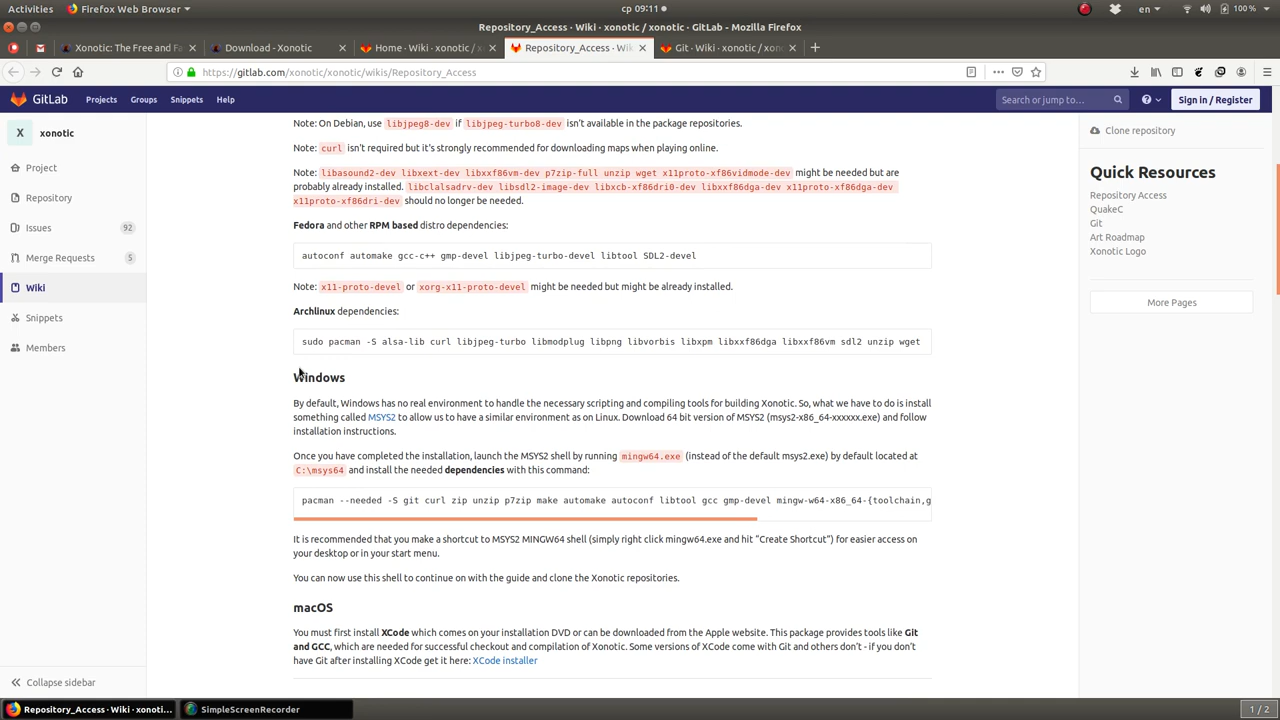 Activities Firefox Web Browser ср 09:11 en 100 %
Repository_Access · Wiki · xonotic / xonotic · GitLab - Mozilla Firefox
Xonotic: The Free and Fa Download - Xonotic Home · Wiki · xonotic / x Repository_Access · Wik Git · Wiki · xonotic / xono
https://gitlab.com/xonotic/xonotic/wikis/Repository_Access
GitLab Projects Groups Snippets Help Search or jump to... Sign in / Register
X xonotic
Project
Repository
Issues 92
Merge Requests 5
Wiki
Snippets
Members
Collapse sidebar
Note: On Debian, use libjpeg8-dev if libjpeg-turbo8-dev isn't available in the package repositories.
Note: curl isn't required but it's strongly recommended for downloading maps when playing online.
Note: libasound2-dev libxext-dev libxxf86vm-dev p7zip-full unzip wget x11proto-xf86vidmode-dev might be needed but are
probably already installed. libclalsadrv-dev libsdl2-image-dev libxcb-xf86dri0-dev libxxf86dga-dev x11proto-xf86dga-dev
x11proto-xf86dri-dev should no longer be needed.
Fedora and other RPM based distro dependencies:
autoconf automake gcc-c++ gmp-devel libjpeg-turbo-devel libtool SDL2-devel
Note: x11-proto-devel or xorg-x11-proto-devel might be needed but might be already installed.
Archlinux dependencies:
sudo pacman -S alsa-lib curl libjpeg-turbo libmodplug libpng libvorbis libxpm libxxf86dga libxxf86vm sdl2 unzip wget
Windows
By default, Windows has no real environment to handle the necessary scripting and compiling tools for building Xonotic. So, what we have to do is install
something called MSYS2 to allow us to have a similar environment as on Linux. Download 64 bit version of MSYS2 (msys2-x86_64-xxxxxx.exe) and follow
installation instructions.
Once you have completed the installation, launch the MSYS2 shell by running mingw64.exe (instead of the default msys2.exe) by default located at
C:\msys64 and install the needed dependencies with this command:
pacman --needed -S git curl zip unzip p7zip make automake autoconf libtool gcc gmp-devel mingw-w64-x86_64-{toolchain,g
It is recommended that you make a shortcut to MSYS2 MINGW64 shell (simply right click mingw64.exe and hit "Create Shortcut") for easier access on
your desktop or in your start menu.
You can now use this shell to continue on with the guide and clone the Xonotic repositories.
macOS
You must first install XCode which comes on your installation DVD or can be downloaded from the Apple website. This package provides tools like Git
and GCC, which are needed for successful checkout and compilation of Xonotic. Some versions of XCode come with Git and others don't - if you don't
have Git after installing XCode get it here: XCode installer
Clone repository
Quick Resources
Repository Access
QuakeC
Git
Art Roadmap
Xonotic Logo
More Pages
Repository_Access · Wiki · xonoti... SimpleScreenRecorder 1 / 2